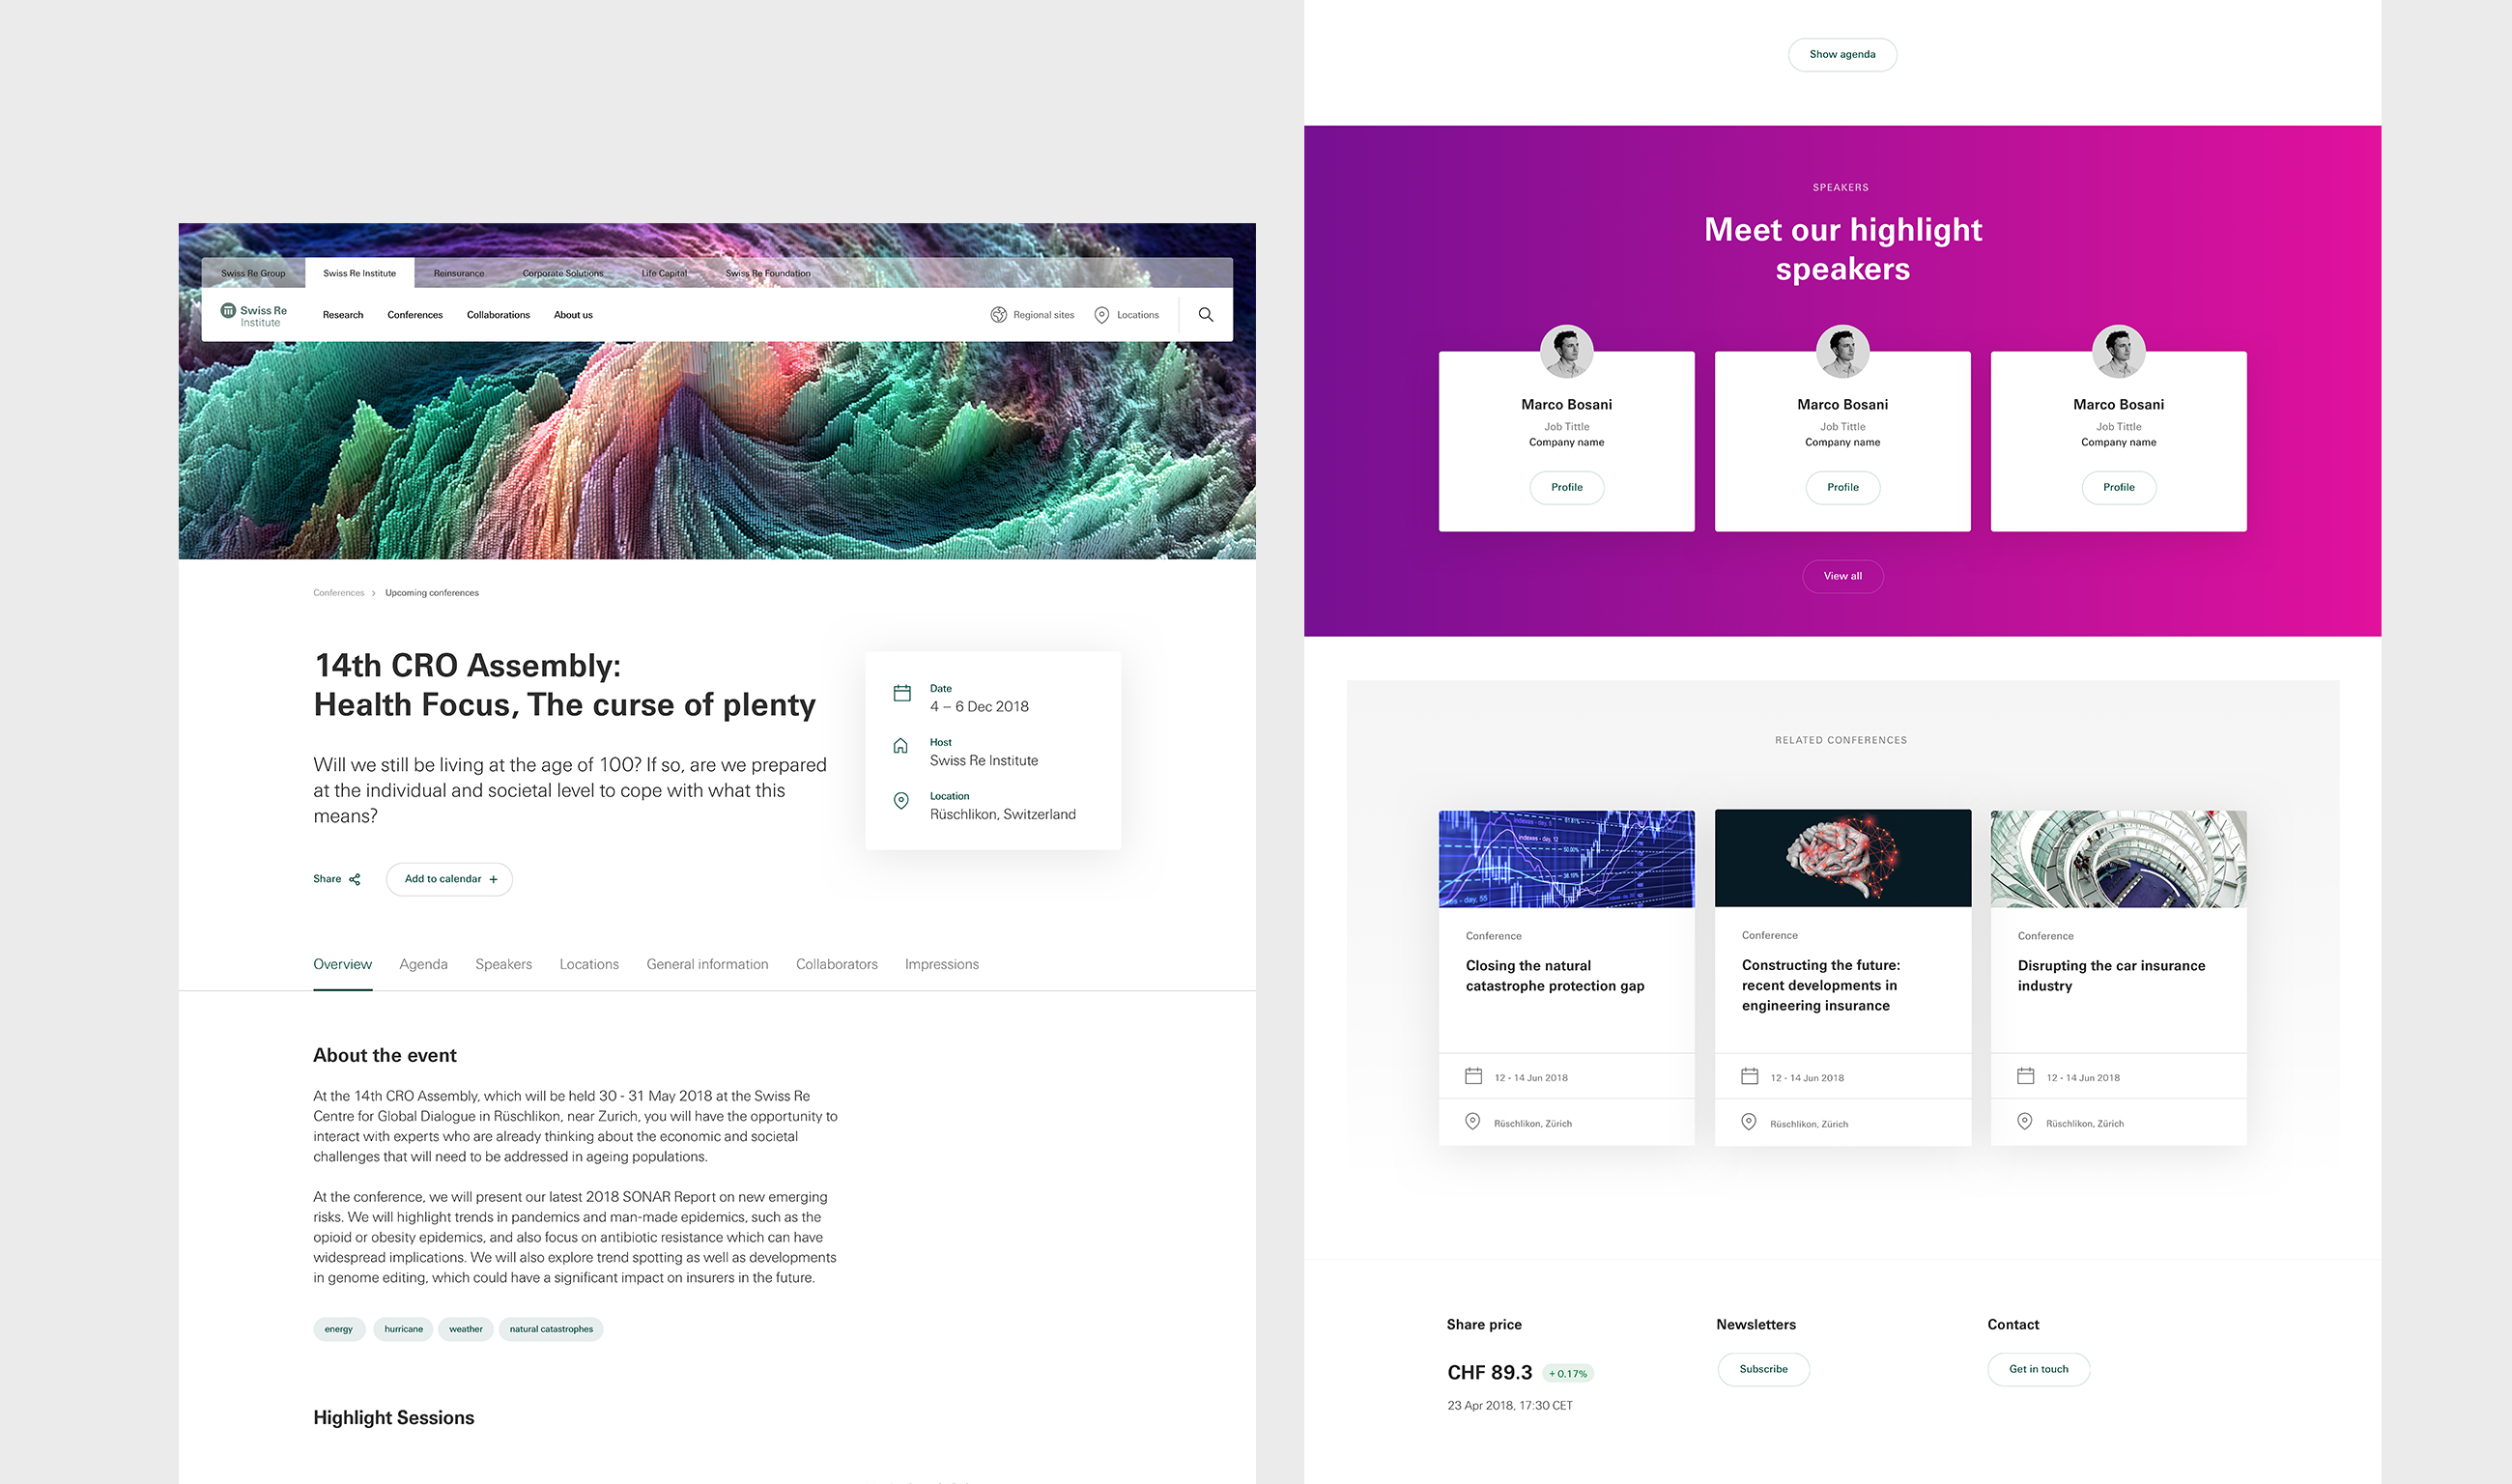 Swiss Re Group
Swiss Re Institute
Reinsurance
Corporate Solutions
Life Capital
Swiss Re Foundation
Swiss Re
Institute
Research
Conferences
Collaborations
About us
Regional sites
Locations
Conferences
Upcoming conferences
14th CRO Assembly:
Health Focus, The curse of plenty
Will we still be living at the age of 100? If so, are we prepared
at the individual and societal level to cope with what this
means?
Share
Add to calendar +
Date
4 – 6 Dec 2018
Host
Swiss Re Institute
Location
Rüschlikon, Switzerland
Overview
Agenda
Speakers
Locations
General information
Collaborators
Impressions
About the event
At the 14th CRO Assembly, which will be held 30 - 31 May 2018 at the Swiss Re
Centre for Global Dialogue in Rüschlikon, near Zurich, you will have the opportunity to
interact with experts who are already thinking about the economic and societal
challenges that will need to be addressed in ageing populations.
At the conference, we will present our latest 2018 SONAR Report on new emerging
risks. We will highlight trends in pandemics and man-made epidemics, such as the
opioid or obesity epidemics, and also focus on antibiotic resistance which can have
widespread implications. We will also explore trend spotting as well as developments
in genome editing, which could have a significant impact on insurers in the future.
energy
hurricane
weather
natural catastrophes
Highlight Sessions
Show agenda
SPEAKERS
Meet our highlight
speakers
Marco Bosani
Job Tittle
Company name
Profile
Marco Bosani
Job Tittle
Company name
Profile
Marco Bosani
Job Tittle
Company name
Profile
View all
RELATED CONFERENCES
indexes - day, 5
61.81%
indexes - day, 12
50.00%
38.19%
xes - day, 55
Conference
Closing the natural
catastrophe protection gap
12 - 14 Jun 2018
Rüschlikon, Zürich
Conference
Constructing the future:
recent developments in
engineering insurance
12 - 14 Jun 2018
Rüschlikon, Zürich
Conference
Disrupting the car insurance
industry
12 - 14 Jun 2018
Rüschlikon, Zürich
Share price
CHF 89.3
+ 0.17%
23 Apr 2018, 17:30 CET
Newsletters
Subscribe
Contact
Get in touch